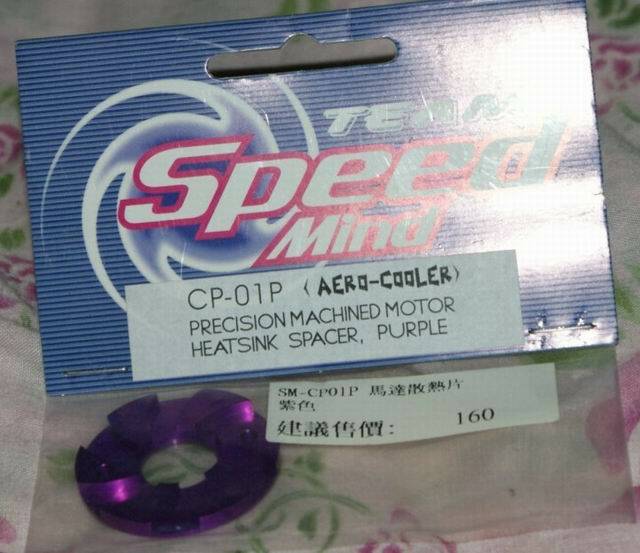 TEAM
Speed
Mind
CP-01P (AERO-COOLER)
PRECISION MACHINED MOTOR
HEATSINK SPACER, PURPLE
SM-CP01P 馬達散熱片
紫色
建議售價: 160